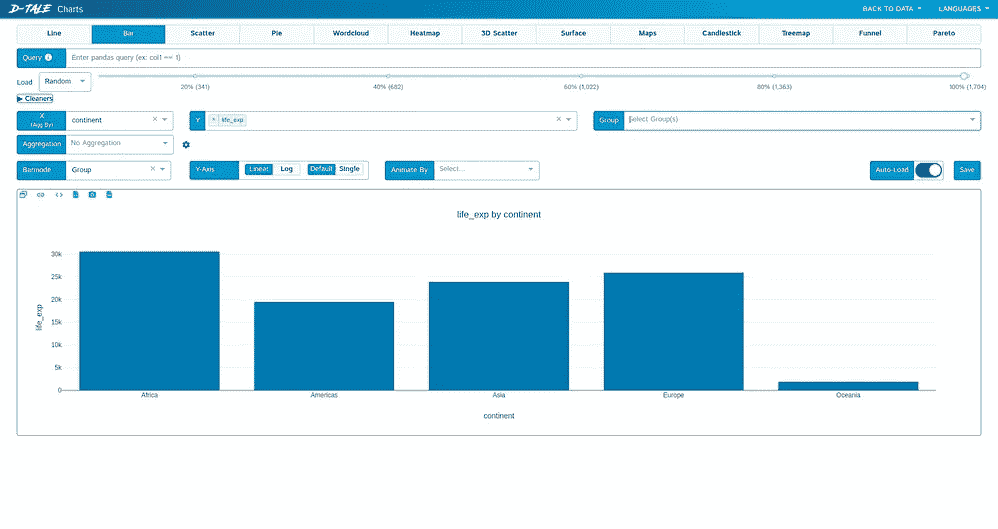 D-TALE Charts BACK TO DATA LANGUAGES
Line Bar Scatter Pie Wordcloud Heatmap 3D Scatter Surface Maps Candlestick Treemap Funnel Pareto
Query Enter pandas query (ex: col1 == 1)
Load Random 20% (341) 40% (682) 60% (1,022) 80% (1,363) 100% (1,704)
▶ Cleaners
X (Agg By) continent × Y × life_exp × Group Select Group(s)
Aggregation No Aggregation
Barmode Group × Y-Axis Linear Log Default Single Animate By Select... Auto-Load Save
life_exp by continent
30k
25k
20k
15k
10k
5k
0
life_exp
Africa Americas Asia Europe Oceania
continent